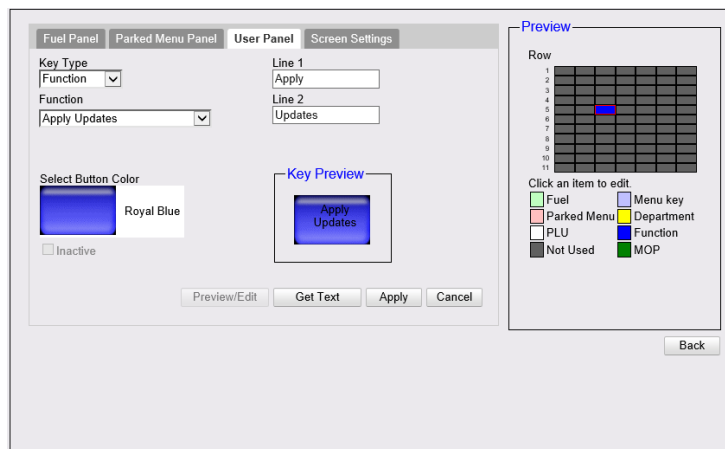 Fuel Panel Parked Menu Panel User Panel Screen Settings
Key Type
Function
Function
Apply Updates
Line 1
Apply
Line 2
Updates
Select Button Color
Royal Blue
Inactive
Key Preview
Apply
Updates
Preview/Edit Get Text Apply Cancel
Preview
Row
1
2
3
4
5
6
7
8
9
10
11
Click an item to edit.
Fuel Menu key
Parked Menu Department
PLU Function
Not Used MOP
Back